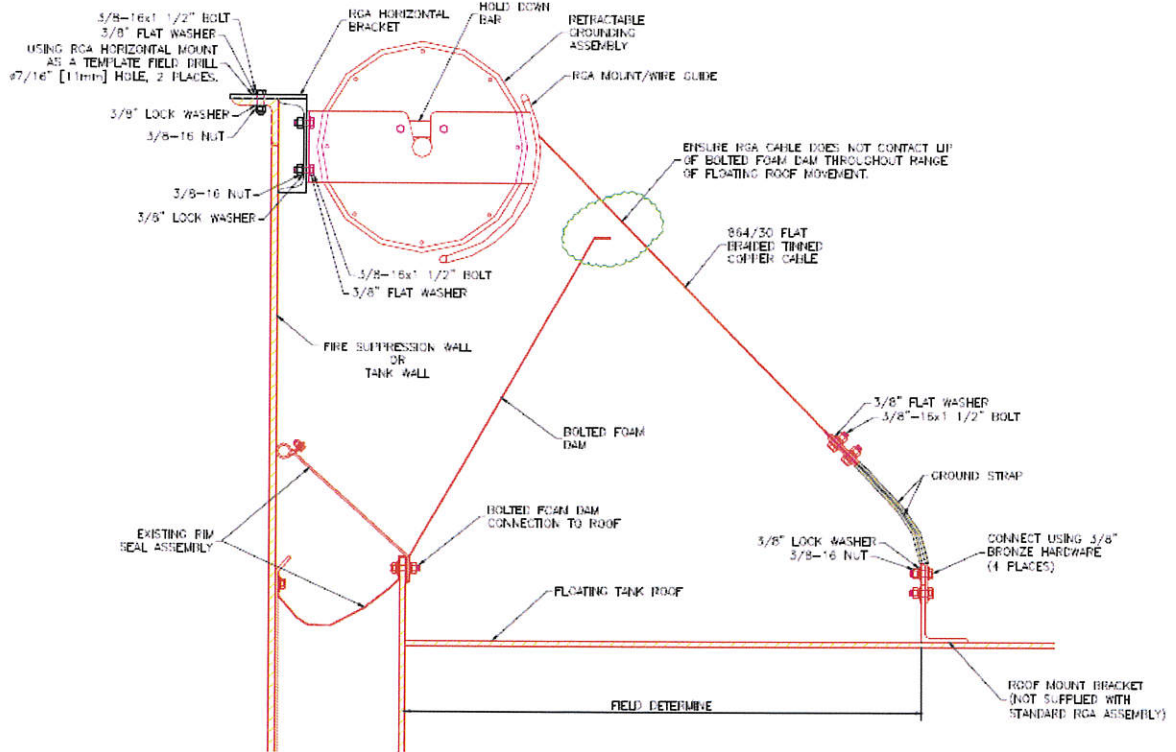 3/8-16x1 1/2" BOLT
3/8" FLAT WASHER
USING RGA HORIZONTAL MOUNT
AS A TEMPLATE FIELD DRILL
ø7/16" [11mm] HOLE, 2 PLACES.
3/8" LOCK WASHER
3/8-16 NUT
3/8-16 NUT
3/8" LOCK WASHER
RGA HORIZONTAL
BRACKET
HOLD DOWN
BAR
RETRACTABLE
GROUNDING
ASSEMBLY
RGA MOUNT/WIRE GUIDE
ENSURE RGA CABLE DOES NOT CONTACT LIP
OF BOLTED FOAM DAM THROUGHOUT RANGE
OF FLOATING ROOF MOVEMENT.
864/30 FLAT
BRAIDED TINNED
COPPER CABLE
3/8-16x1 1/2" BOLT
3/8" FLAT WASHER
FIRE SUPPRESSION WALL
OR
TANK WALL
BOLTED FOAM
DAM
3/8" FLAT WASHER
3/8"-16x1 1/2" BOLT
GROUND STRAP
EXISTING RIM
SEAL ASSEMBLY
BOLTED FOAM DAM
CONNECTION TO ROOF
3/8" LOCK WASHER
3/8-16 NUT
CONNECT USING 3/8"
BRONZE HARDWARE
(4 PLACES)
FLOATING TANK ROOF
FIELD DETERMINE
ROOF MOUNT BRACKET
(NOT SUPPLIED WITH
STANDARD RGA ASSEMBLY)